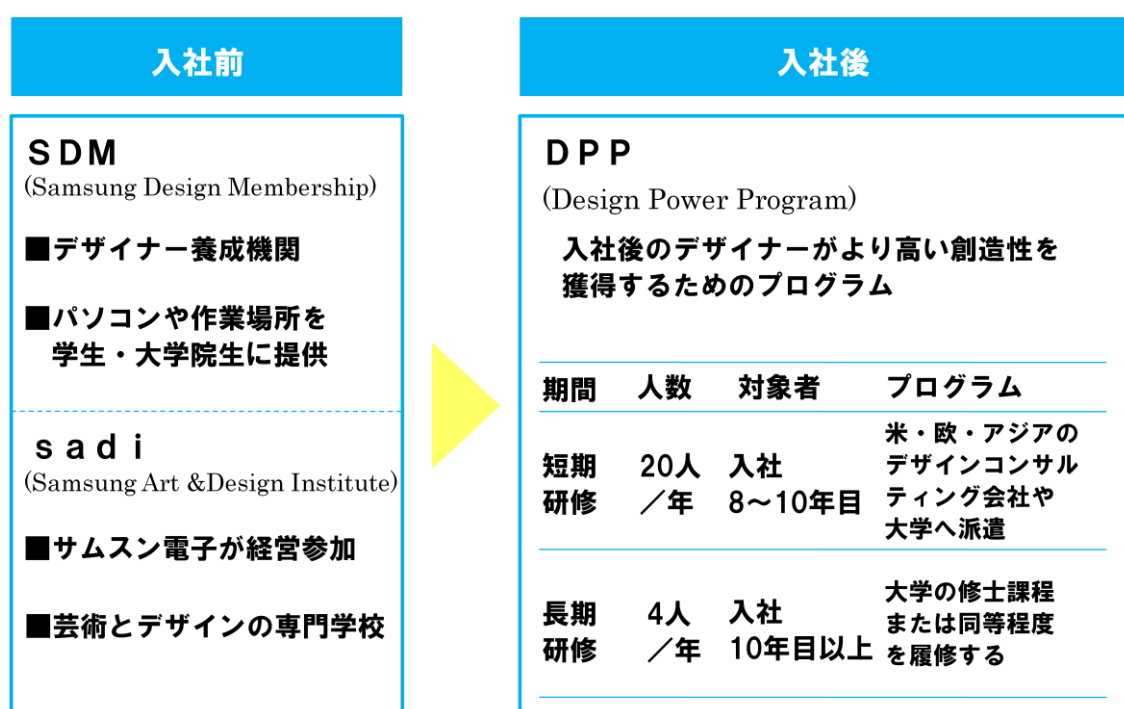 入社前
SDM
(Samsung Design Membership)
■デザイナー養成機関
■パソコンや作業場所を
学生・大学院生に提供
sadi
(Samsung Art &Design Institute)
■サムスン電子が経営参加
■芸術とデザインの専門学校
入社後
DPP
(Design Power Program)
入社後のデザイナーがより高い創造性を
獲得するためのプログラム
期間 人数 対象者 プログラム
短期
研修
20人
／年
入社
8〜10年目
米・欧・アジアの
デザインコンサル
ティング会社や
大学へ派遣
長期
研修
4人
／年
入社
10年目以上
大学の修士課程
または同等程度
を履修する